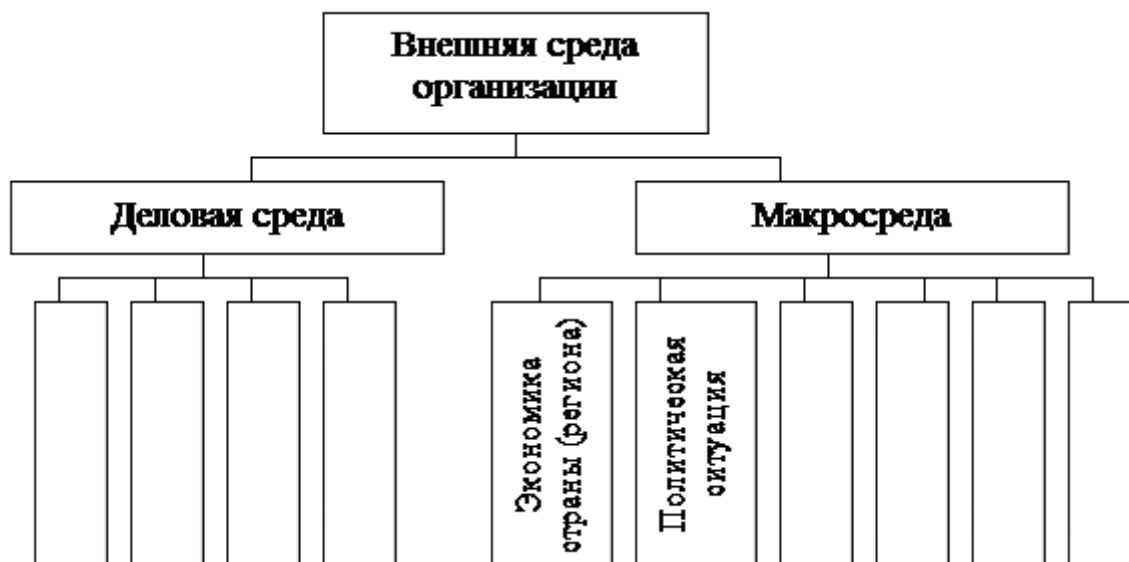 Внешняя среда
организации
Деловая среда
Макросреда
Экономика
страны (региона)
Политическая
ситуация